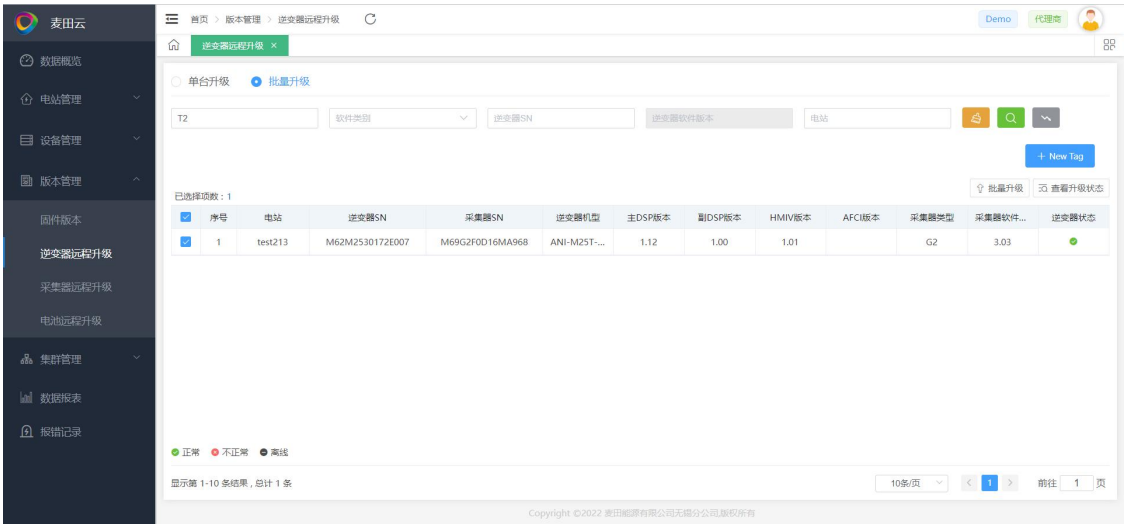 麦田云
首页 > 版本管理 > 逆变器远程升级
Demo 代理商
逆变器远程升级 ×
数据概览
电站管理
设备管理
版本管理
固件版本
逆变器远程升级
采集器远程升级
电池远程升级
集群管理
数据报表
报错记录
单台升级 批量升级
T2 软件类别 逆变器SN 逆变器软件版本 电站
+ New Tag
批量升级 查看升级状态
已选择项数：1
序号 电站 逆变器SN 采集器SN 逆变器机型 主DSP版本 副DSP版本 HMIV版本 AFCI版本 采集器类型 采集器软件... 逆变器状态
1 test213 M62M2530172E007 M69G2F0D16MA968 ANI-M25T-... 1.12 1.00 1.01 G2 3.03
正常 不正常 离线
显示第 1-10 条结果 , 总计 1 条
10条/页 < 1 > 前往 1 页
Copyright ©2022 麦田能源有限公司无锡分公司.版权所有